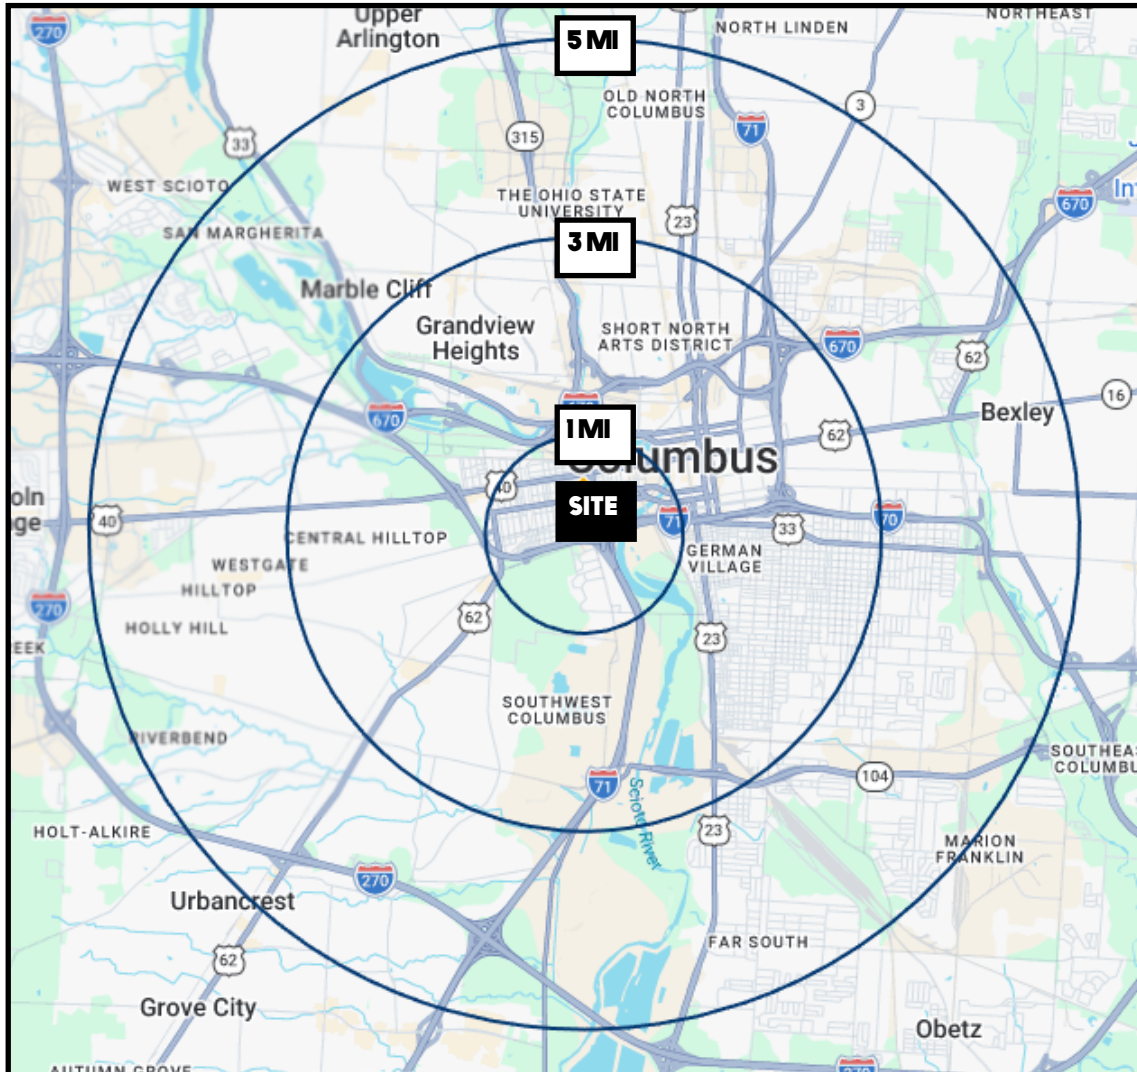 270
Upper
Arlington
5 MI
NORTH LINDEN
NORTHEAST
33
315
OLD NORTH
COLUMBUS
71
3
WEST SCIOTO
THE OHIO STATE
UNIVERSITY
23
670
SAN MARGHERITA
3 MI
Marble Cliff
Grandview
Heights
SHORT NORTH
ARTS DISTRICT
670
62
16
670
1 MI
62
Bexley
Columbus
40
40
SITE
71
33
70
CENTRAL HILLTOP
GERMAN
VILLAGE
WESTGATE
HILLTOP
270
62
HOLLY HILL
23
SOUTHWEST
COLUMBUS
RIVERBEND
71
104
Scioto River
23
HOLT-ALKIRE
MARION
FRANKLIN
270
Urbancrest
FAR SOUTH
62
Grove City
Obetz
AUTUMN GROVE
270